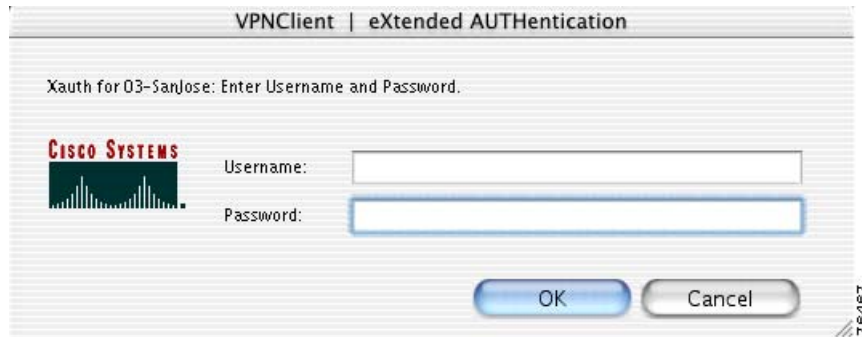 VPNClient | eXtended AUTHentication
Xauth for 03-SanJose: Enter Username and Password.
CISCO SYSTEMS
Username:
Password:
OK
Cancel